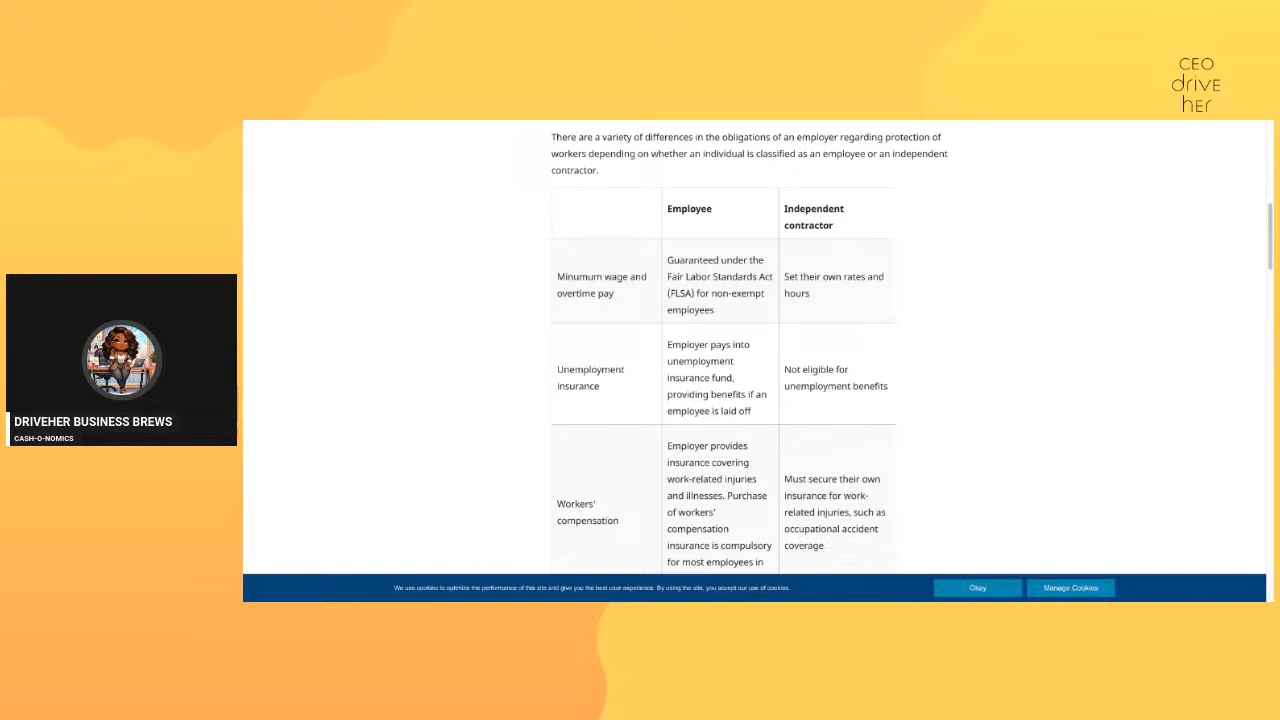 CEO
drive
her
There are a variety of differences in the obligations of an employer regarding protection of
workers depending on whether an individual is classified as an employee or an independent
contractor.
Employee
Independent
contractor
Minumum wage and
overtime pay
Guaranteed under the
Fair Labor Standards Act
(FLSA) for non-exempt
employees
Set their own rates and
hours
Unemployment
insurance
Employer pays into
unemployment
insurance fund,
providing benefits if an
employee is laid off
Not eligible for
unemployment benefits
Workers'
compensation
Employer provides
insurance covering
work-related injuries
and illnesses. Purchase
of workers'
compensation
insurance is compulsory
for most employees in
Must secure their own
insurance for work-
related injuries, such as
occupational accident
coverage
DRIVEHER BUSINESS BREWS
CASH-O-NOMICS
We use cookies to optimize the performance of this site and give you the best user experience. By using the site, you accept our use of cookies.
Okay
Manage Cookies